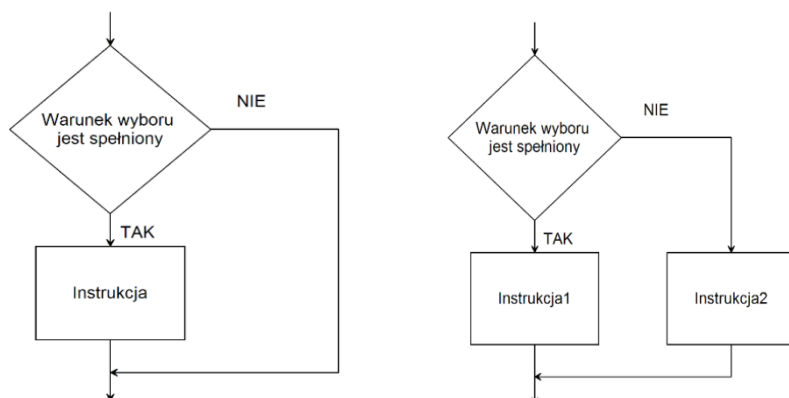 NIE
Warunek wyboru
jest spełniony
TAK
Instrukcja
NIE
Warunek wyboru
jest spełniony
TAK
Instrukcja1
Instrukcja2